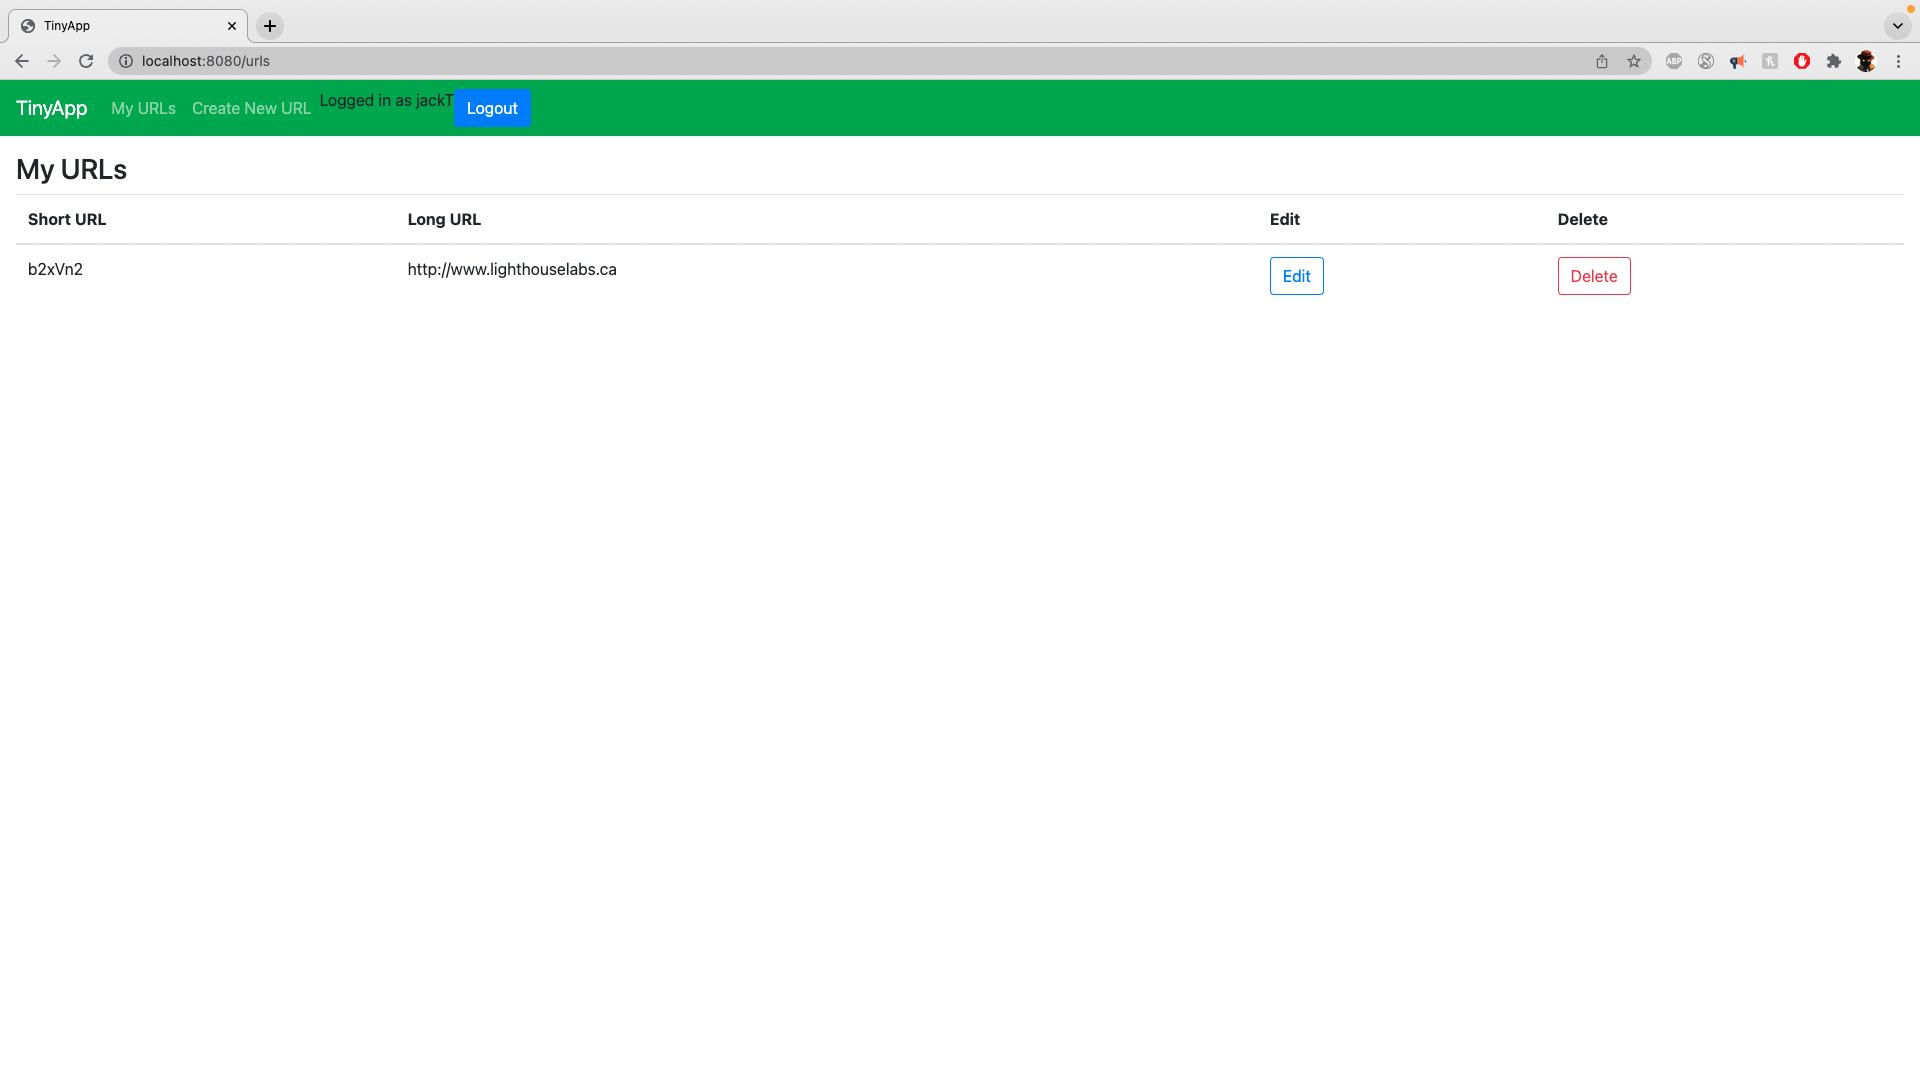 TinyApp
localhost:8080/urls
ABP
TinyApp My URLs Create New URL Logged in as jackT Logout
My URLs
Short URL Long URL Edit Delete
b2xVn2 http://www.lighthouselabs.ca Edit Delete